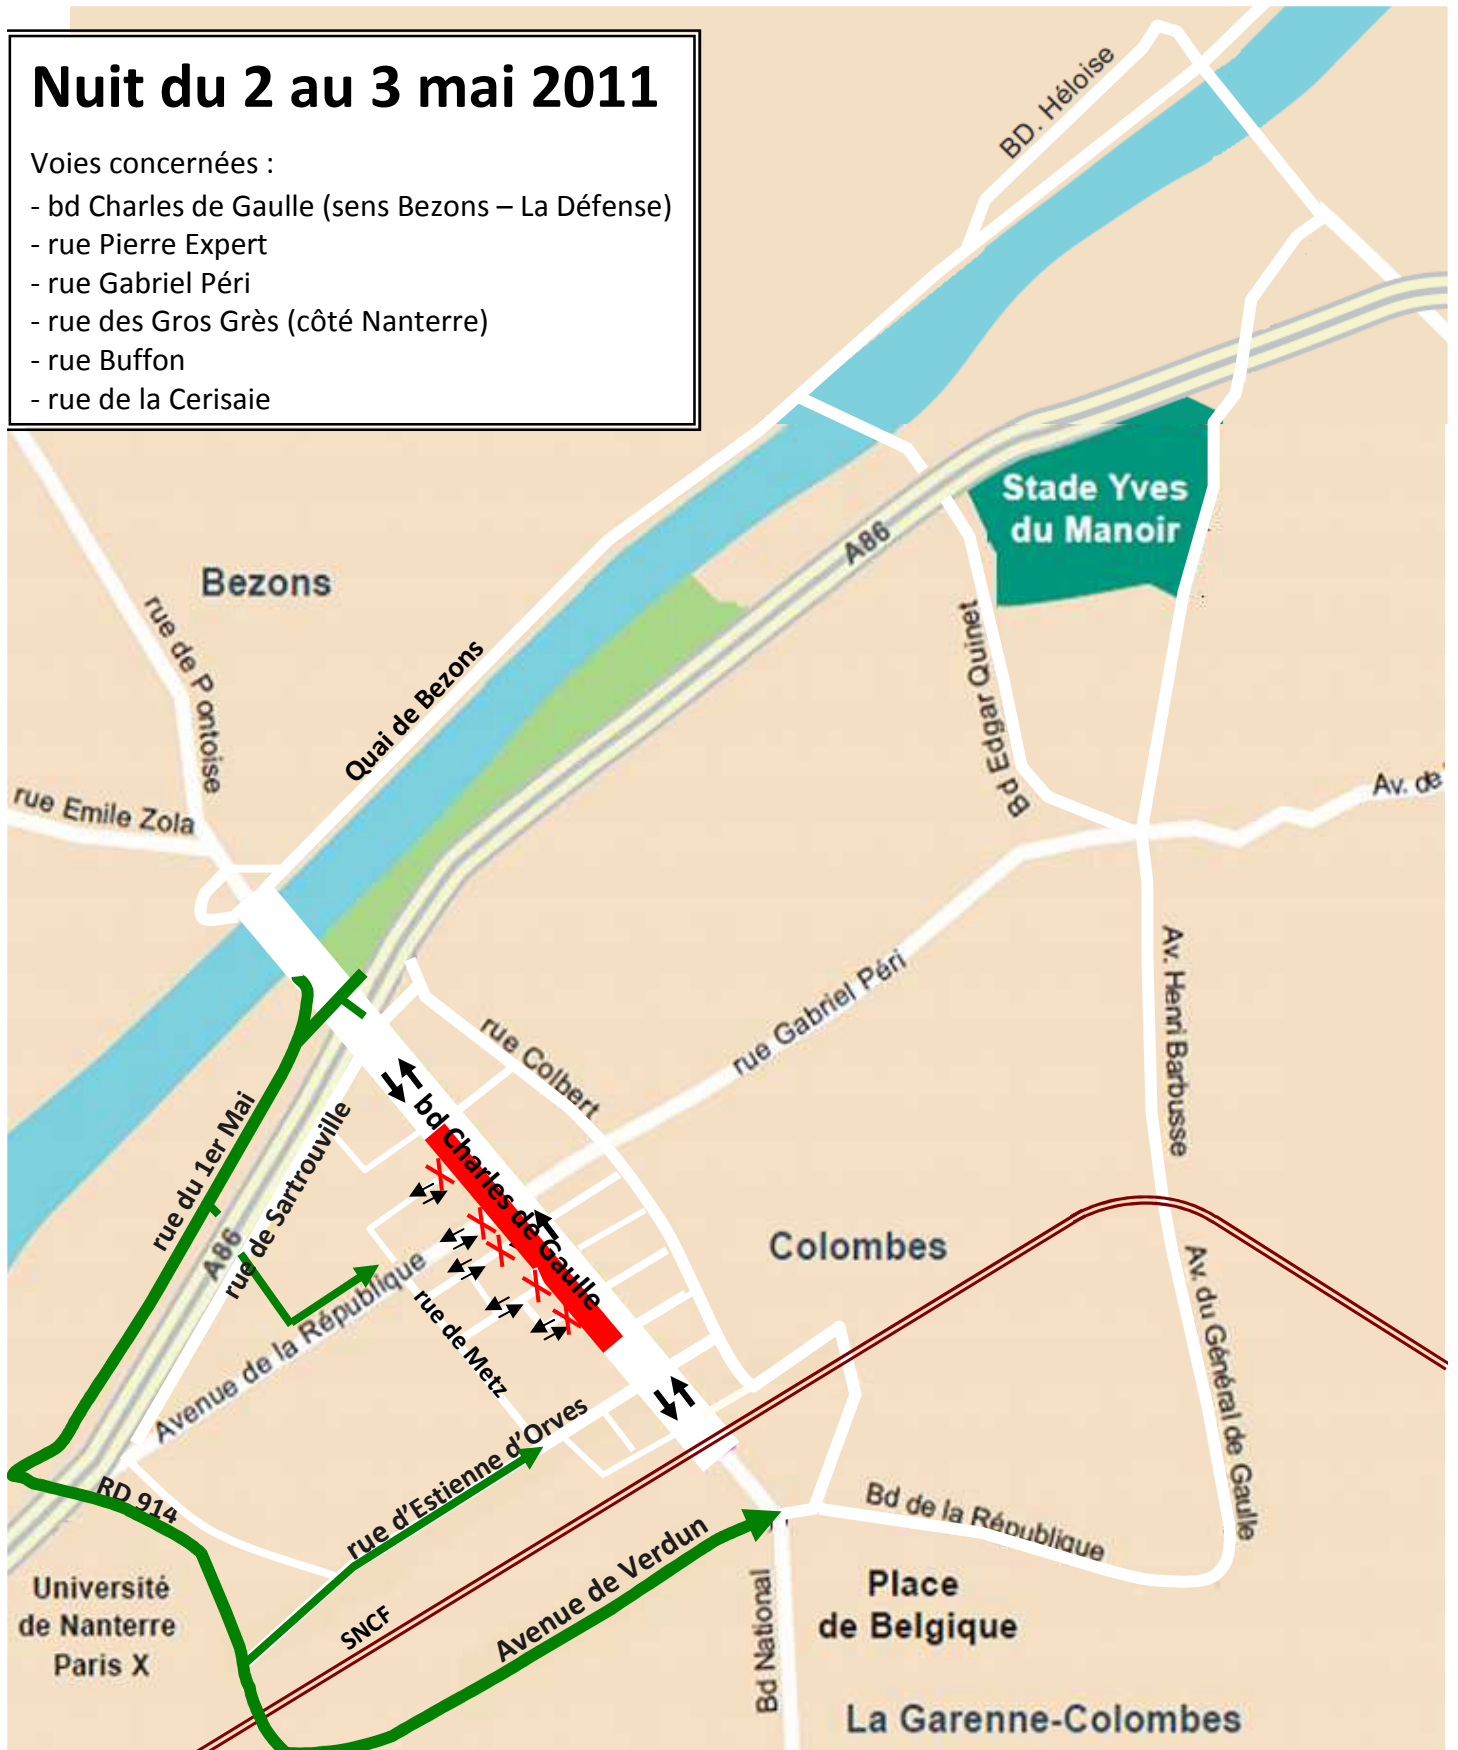 Nuit du 2 au 3 mai 2011
Voies concernées :
- bd Charles de Gaulle (sens Bezons – La Défense)
- rue Pierre Expert
- rue Gabriel Péri
- rue des Gros Grès (côté Nanterre)
- rue Buffon
- rue de la Cerisaie
BD. Héloise
Stade Yves
du Manoir
A86
Bezons
rue de P ontoise
Quai de Bezons
Bd Edgar Quinet
rue Emile Zola
Av. de
rue Gabriel Péri
Av. Henri Barbusse
rue Colbert
bd Charles de Gaulle
rue du 1er Mai
rue de Sartrouville
A86
Colombes
Avenue de la République
rue de Metz
Av. du Général de Gaulle
rue d'Estienne d'Orves
RD 914
Bd de la République
Avenue de Verdun
Université
de Nanterre
Paris X
SNCF
Bd National
Place
de Belgique
La Garenne-Colombes